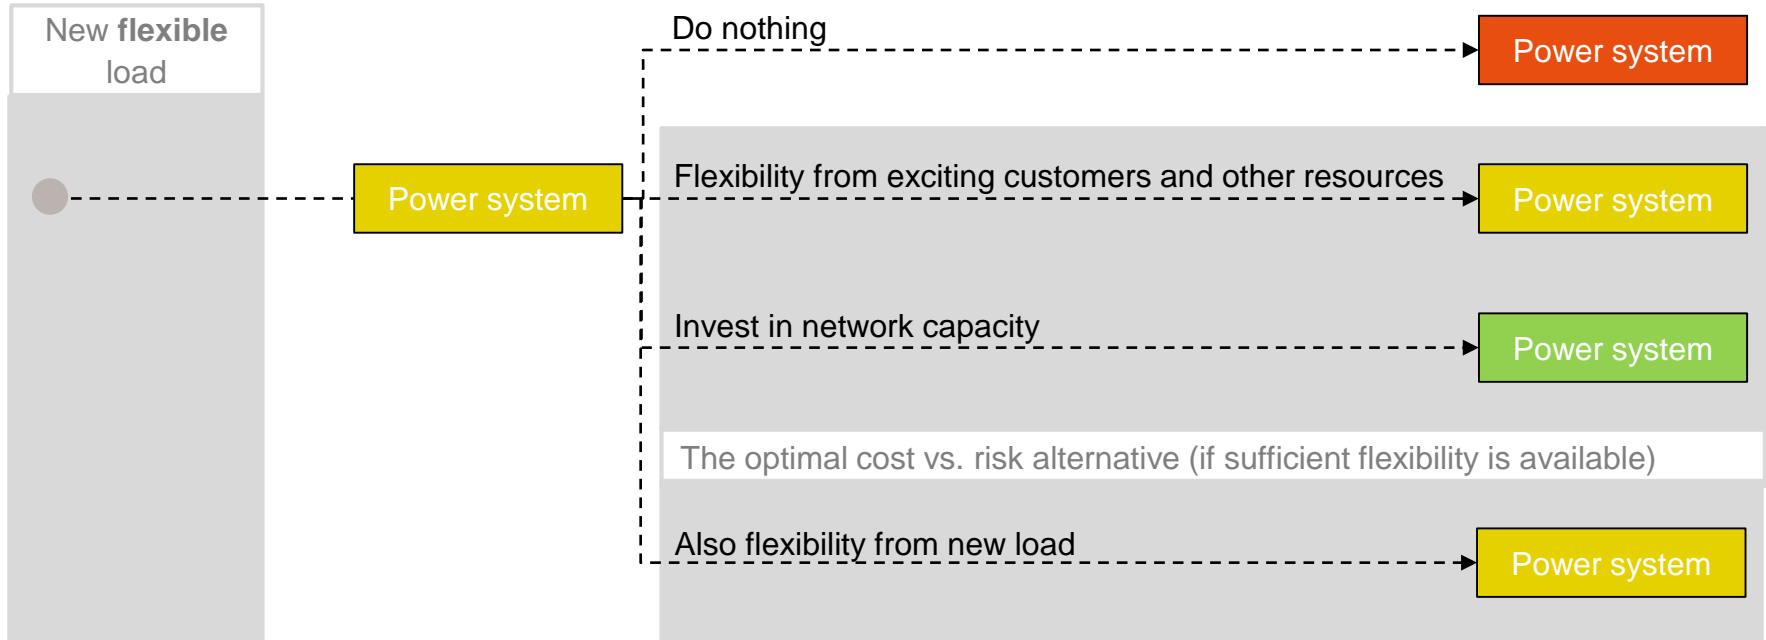 New flexible
load
Do nothing
Power system
Power system
Flexibility from exciting customers and other resources
Power system
Invest in network capacity
Power system
The optimal cost vs. risk alternative (if sufficient flexibility is available)
Also flexibility from new load
Power system